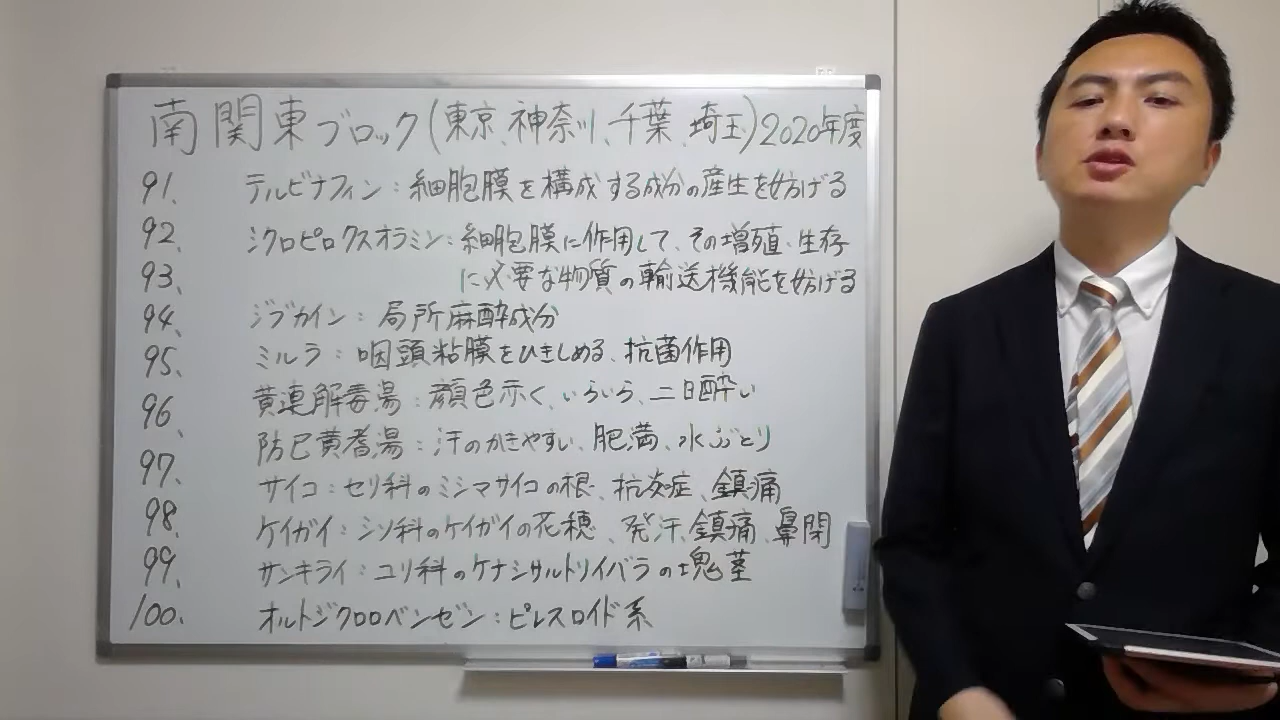 南関東ブロック(東京、神奈川、千葉、埼玉)2020年度
91. テルビナフィン:細胞膜を構成する成分の産生を妨げる
92、 シクロピロクスオラミン:細胞膜に作用して、その増殖・生存
93、 に必要な物質の輸送機能を妨げる
94、 ジブカイン:局所麻酔成分
95、 ミルラ:咽頭粘膜をひきしめる、抗菌作用
96、 黄連解毒湯:顔色赤く、いらいら、二日酔い
防已黄耆湯:汗のかきやすい、肥満、水ぶとり
97、 サイコ:セリ科のミシマサイコの根、抗炎症、鎮痛
98、 ケイガイ:シソ科のケイガイの花穂、発汗、鎮痛、鼻閉
99、 サンキライ:ユリ科のケナシサルトリイバラの塊茎
100、 オルトジクロロベンゼン:ピレスロイド系